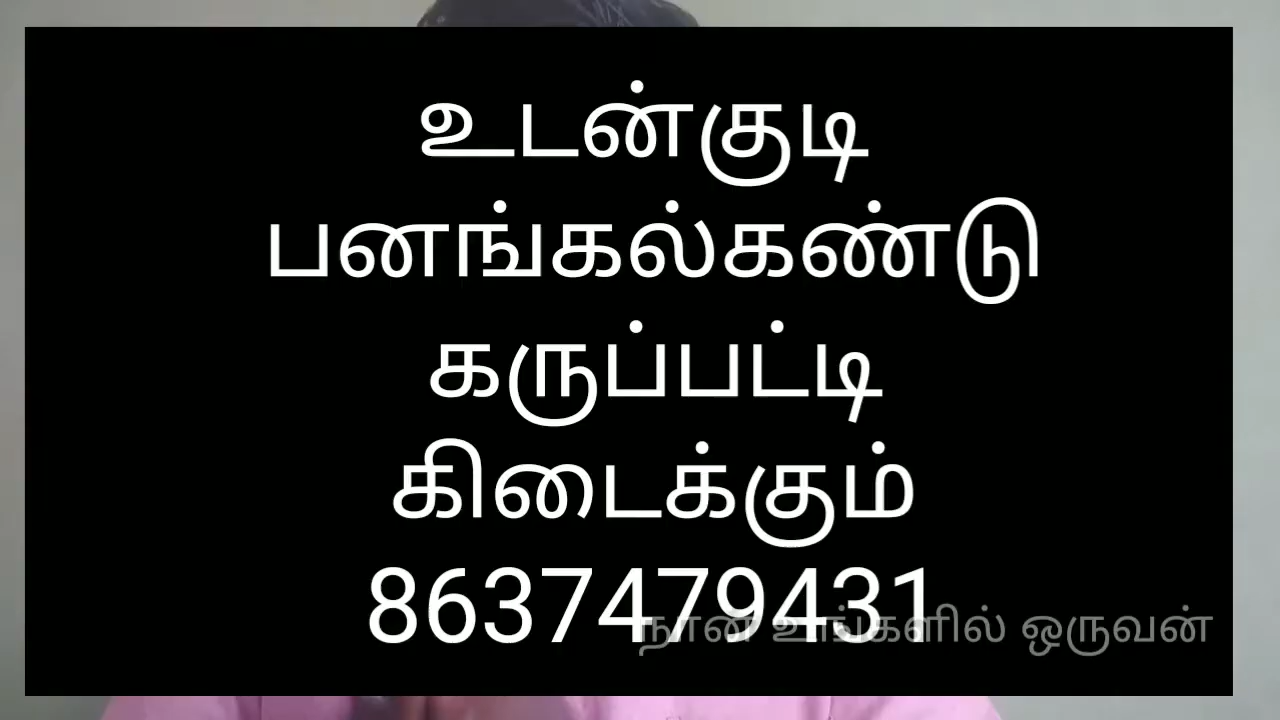 உடன்குடி
பனங்கல்கண்டு
கருப்பட்டி
கிடைக்கும்
8637479431
நான் உங்களில் ஒருவன்